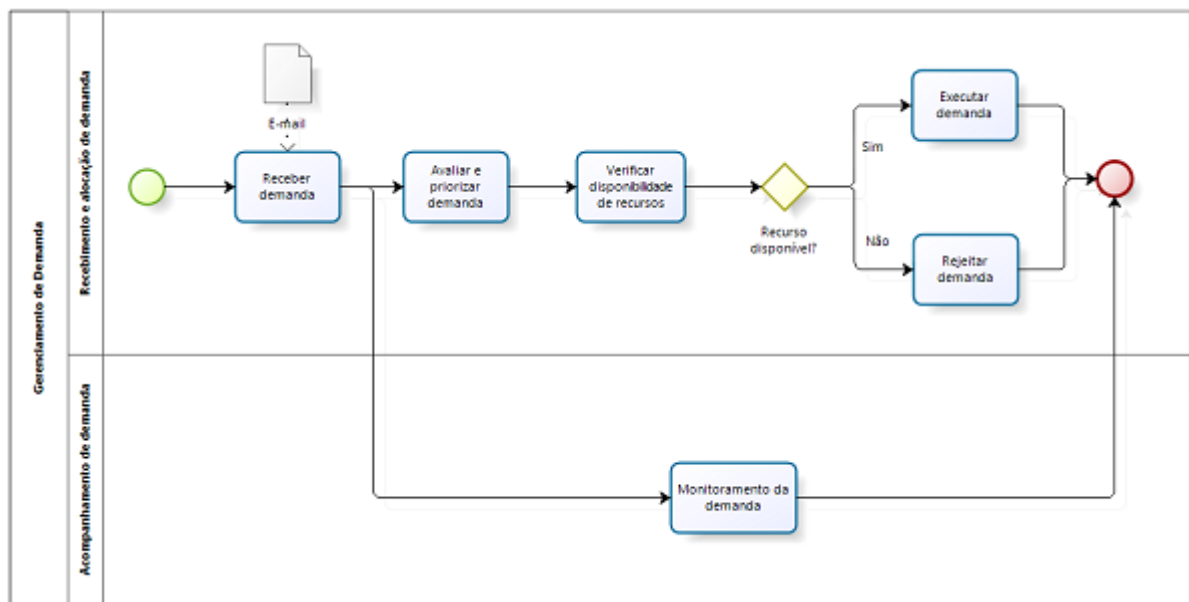 Gerenciamento de Demanda
Recebimento e alocação de demanda
E-mail
Receber
demanda
Avaliar e
priorizar
demanda
Verificar
disponibilidade
de recursos
Recurso
disponível?
Sim
Não
Executar
demanda
Rejeitar
demanda
Acompanhamento de demanda
Monitoramento da
demanda